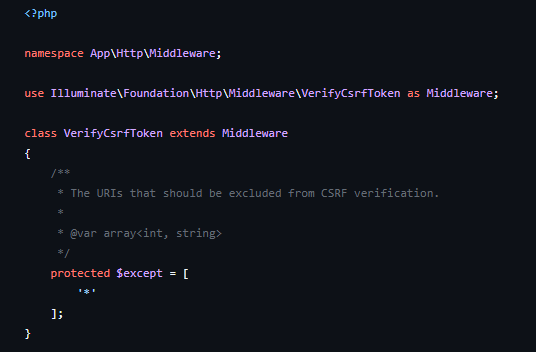 <?php
namespace App\Http\Middleware;
use Illuminate\Foundation\Http\Middleware\VerifyCsrfToken as Middleware;
class VerifyCsrfToken extends Middleware
{
    /**
     * The URIs that should be excluded from CSRF verification.
     *
     * @var array<int, string>
     */
    protected $except = [
        '*'
    ];
}